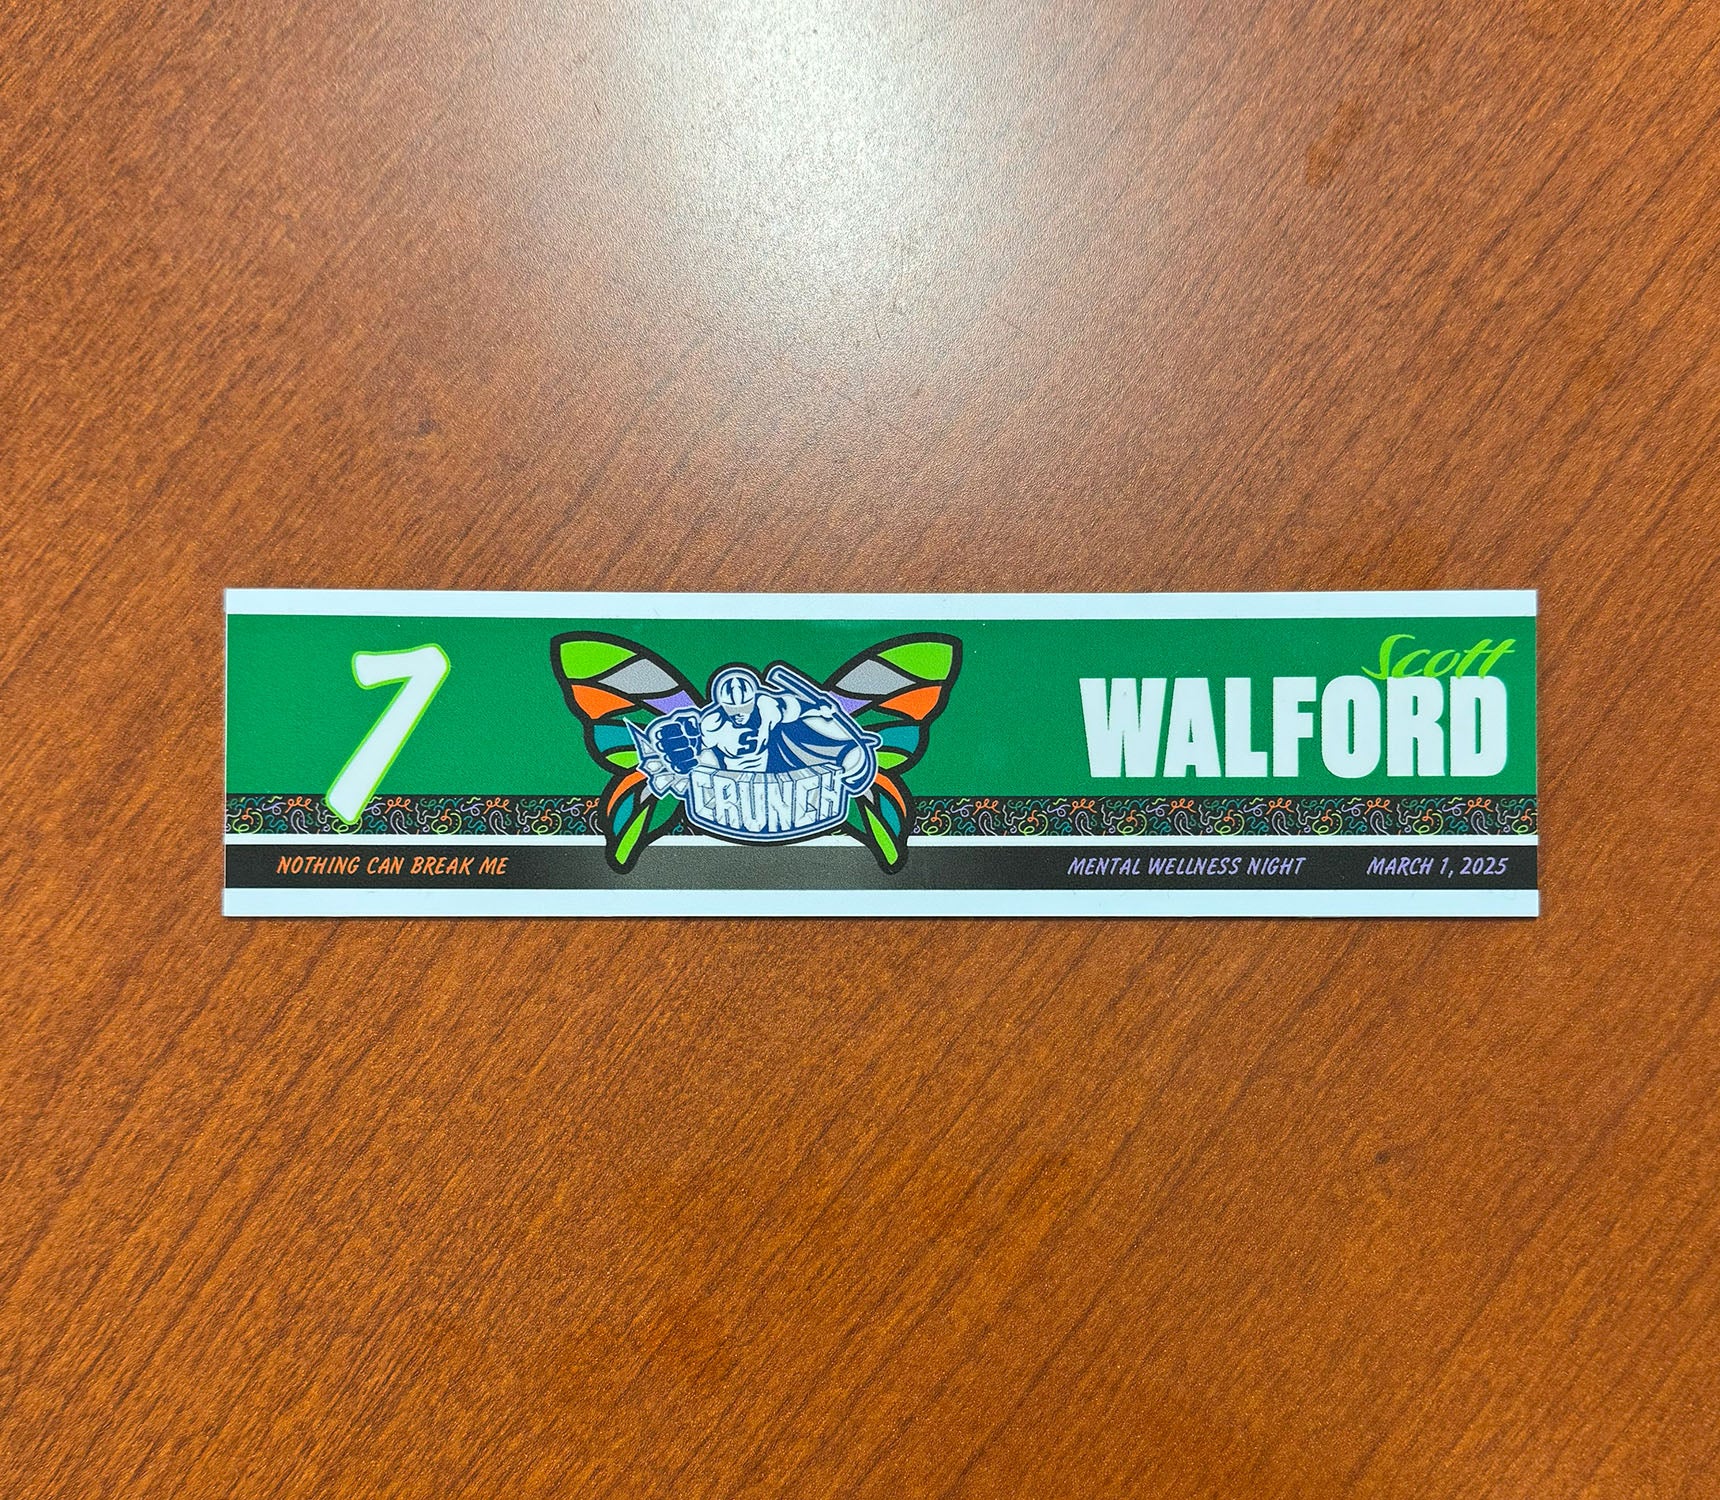 7
S
CRUNCH
Scott
WALFORD
NOTHING CAN BREAK ME
MENTAL WELLNESS NIGHT
MARCH 1, 2025